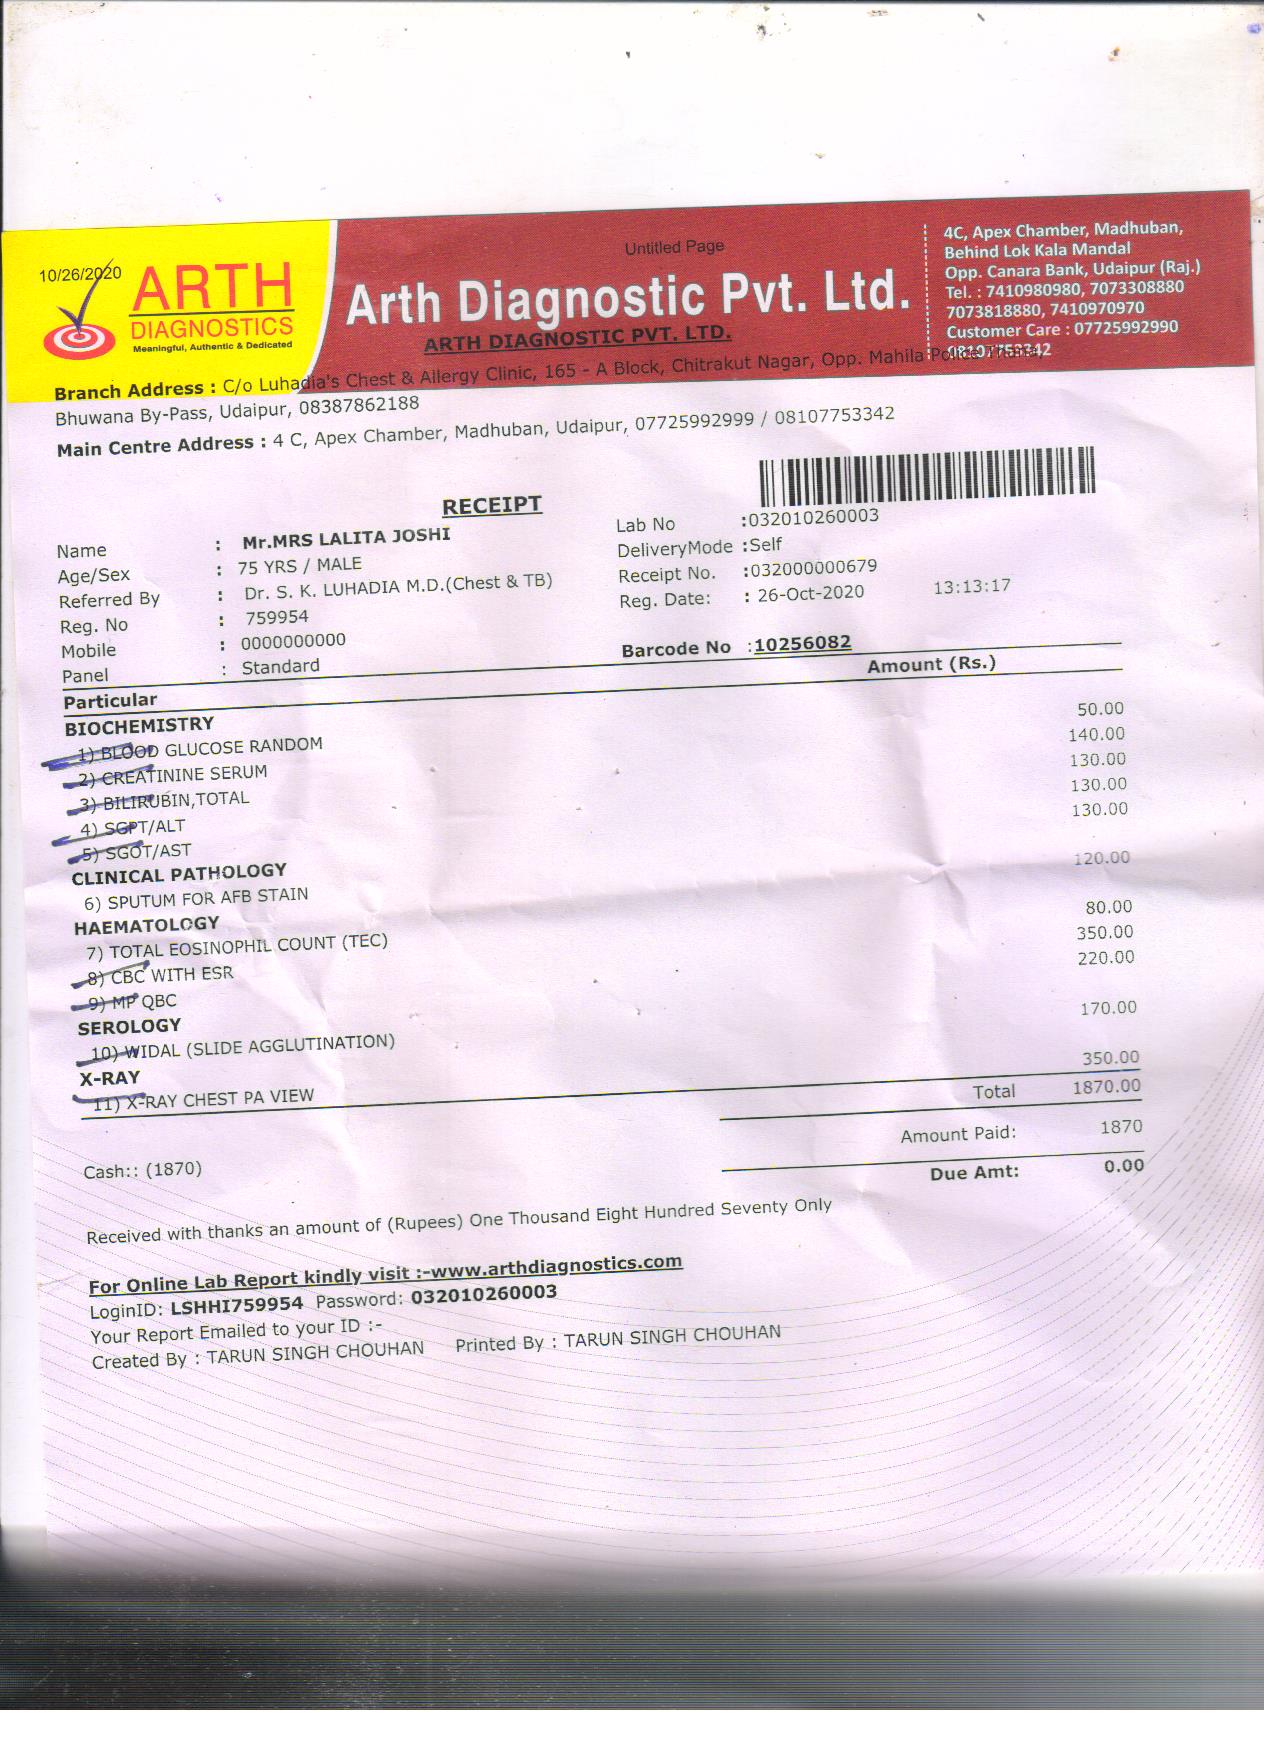 10/26/2020
ARTH
DIAGNOSTICS
Meaningful, Authentic & Dedicated
Untitled Page
Arth Diagnostic Pvt. Ltd.
ARTH DIAGNOSTIC PVT. LTD.
4C, Apex Chamber, Madhuban,
Behind Lok Kala Mandal
Opp. Canara Bank, Udaipur (Raj.)
Tel. : 7410980980, 7073308880
7073818880, 7410970970
Customer Care : 07725992990
08107753342
Branch Address : C/o Luhadia's Chest & Allergy Clinic, 165 - A Block, Chitrakut Nagar, Opp. Mahila Police Thana,
Bhuwana By-Pass, Udaipur, 08387862188
Main Centre Address : 4 C, Apex Chamber, Madhuban, Udaipur, 07725992999 / 08107753342
RECEIPT
Name : Mr.MRS LALITA JOSHI Lab No :032010260003
Age/Sex : 75 YRS / MALE DeliveryMode :Self
Referred By : Dr. S. K. LUHADIA M.D.(Chest & TB) Receipt No. :032000000679
Reg. No : 759954 Reg. Date: : 26-Oct-2020 13:13:17
Mobile : 0000000000
Panel : Standard Barcode No :10256082
Particular Amount (Rs.)
BIOCHEMISTRY
1) BLOOD GLUCOSE RANDOM 50.00
2) CREATININE SERUM 140.00
3) BILIRUBIN,TOTAL 130.00
4) SGPT/ALT 130.00
5) SGOT/AST 130.00
CLINICAL PATHOLOGY
6) SPUTUM FOR AFB STAIN 120.00
HAEMATOLOGY
7) TOTAL EOSINOPHIL COUNT (TEC) 80.00
8) CBC WITH ESR 350.00
9) MP QBC 220.00
SEROLOGY
10) WIDAL (SLIDE AGGLUTINATION) 170.00
X-RAY
11) X-RAY CHEST PA VIEW 350.00
Total 1870.00
Amount Paid: 1870
Cash:: (1870)
Due Amt: 0.00
Received with thanks an amount of (Rupees) One Thousand Eight Hundred Seventy Only
For Online Lab Report kindly visit :-www.arthdiagnostics.com
LoginID: LSHHI759954 Password: 032010260003
Your Report Emailed to your ID :-
Created By : TARUN SINGH CHOUHAN Printed By : TARUN SINGH CHOUHAN